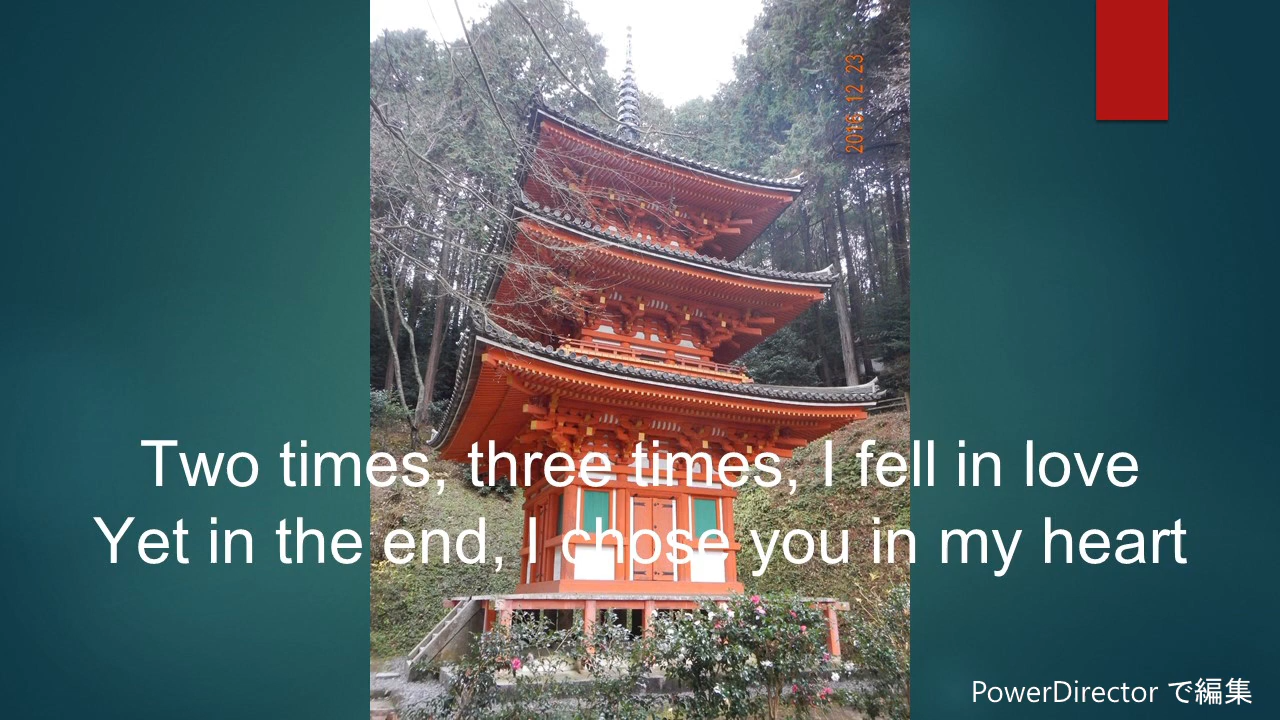 2016.12.23
Two times, three times, I fell in love
Yet in the end, I chose you in my heart
PowerDirector で編集